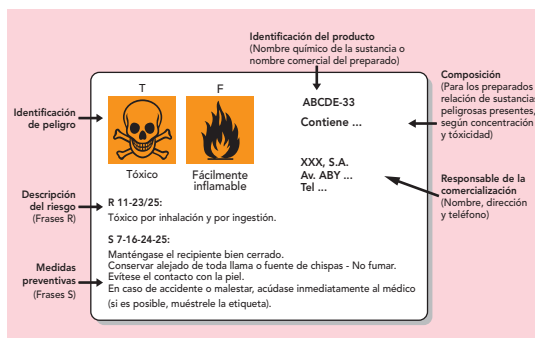 Identificación del producto
(Nombre químico de la sustancia o
nombre comercial del preparado)
Composición
(Para los preparados
relación de sustancias
peligrosas presentes,
según concentración
y tóxicidad)
Identificación
de peligro
T
F
Tóxico
Fácilmente
inflamable
ABCDE-33
Contiene ...
XXX, S.A.
Av. ABY ...
Tel ...
Responsable de la
comercialización
(Nombre, dirección
y teléfono)
Descripción
del riesgo
(Frases R)
R 11-23/25:
Tóxico por inhalación y por ingestión.
Medidas
preventivas
(Frases S)
S 7-16-24-25:
Manténgase el recipiente bien cerrado.
Conservar alejado de toda llama o fuente de chispas - No fumar.
Evítese el contacto con la piel.
En caso de accidente o malestar, acúdase inmediatamente al médico
(si es posible, muéstrele la etiqueta).